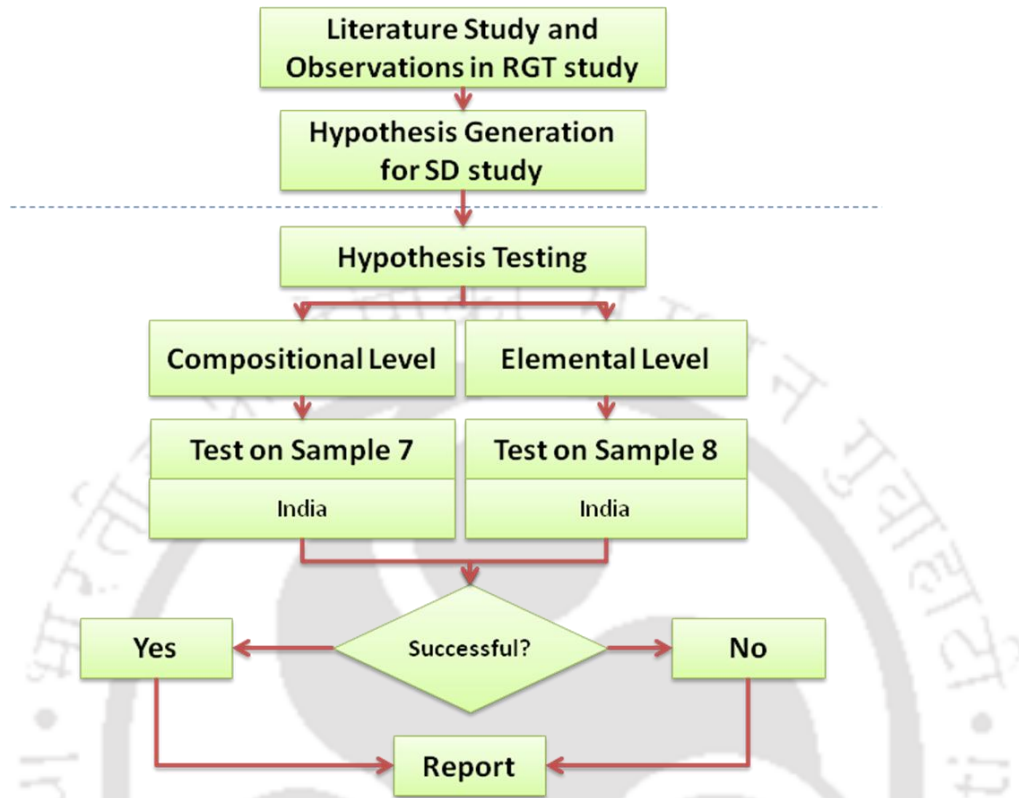 Literature Study and
Observations in RGT study
Hypothesis Generation
for SD study
Hypothesis Testing
Compositional Level
Elemental Level
Test on Sample 7
Test on Sample 8
India
India
Successful?
Yes
No
Report